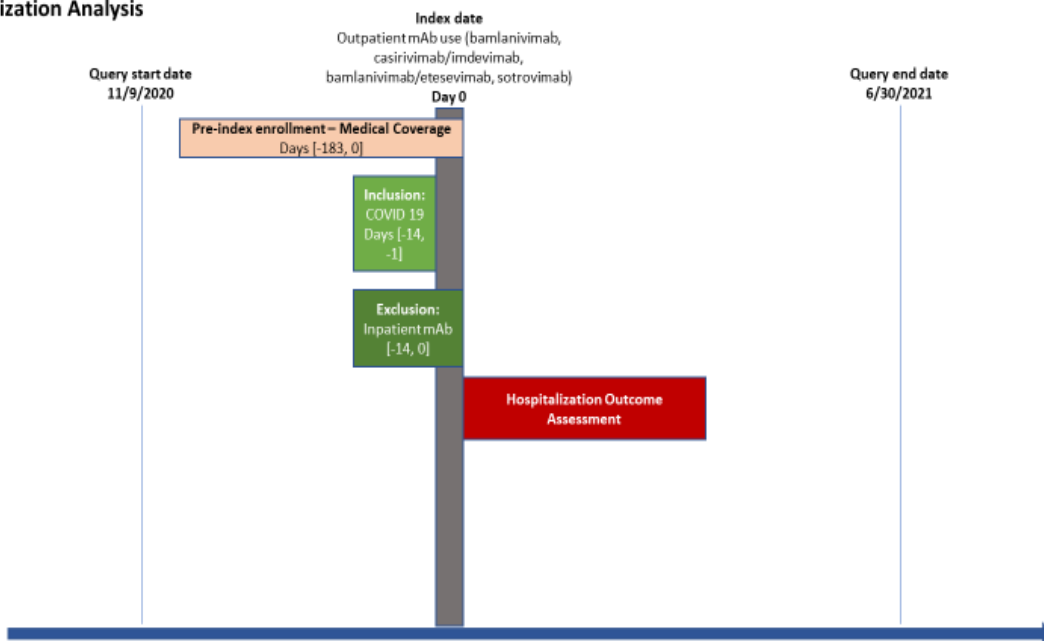 ization Analysis
Index date
Outpatient mAb use (bamlanivimab,
casirivimab/imdevimab,
bamlanivimab/etesevimab, sotrovimab)
Day 0
Query start date
11/9/2020
Query end date
6/30/2021
Pre-index enrollment – Medical Coverage
Days [-183, 0]
Inclusion:
COVID 19
Days [-14,
-1]
Exclusion:
Inpatient mAb
[-14, 0]
Hospitalization Outcome
Assessment